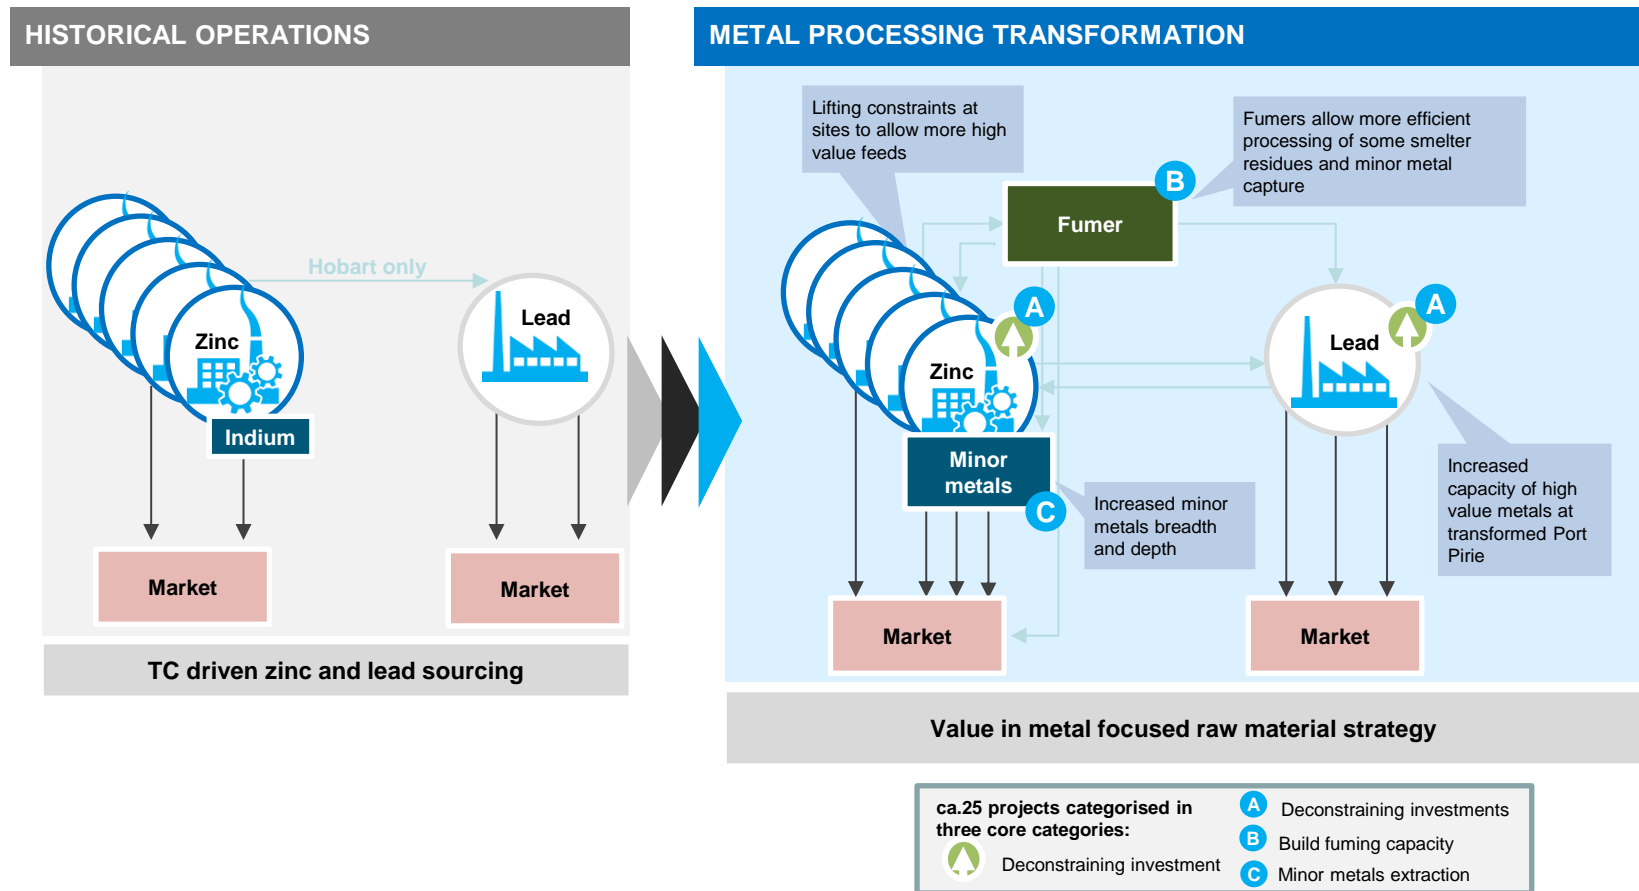 HISTORICAL OPERATIONS
Hobart only
Zinc
Lead
Indium
Market
Market
TC driven zinc and lead sourcing
METAL PROCESSING TRANSFORMATION
Lifting constraints at
sites to allow more high
value feeds
Fumers allow more efficient
processing of some smelter
residues and minor metal
capture
B
Fumer
A
A
Zinc
Lead
Minor
metals
C
Increased minor
metals breadth
and depth
Increased
capacity of high
value metals at
transformed Port
Pirie
Market
Market
Value in metal focused raw material strategy
ca.25 projects categorised in
three core categories:
Deconstraining investment
A Deconstraining investments
B Build fuming capacity
C Minor metals extraction